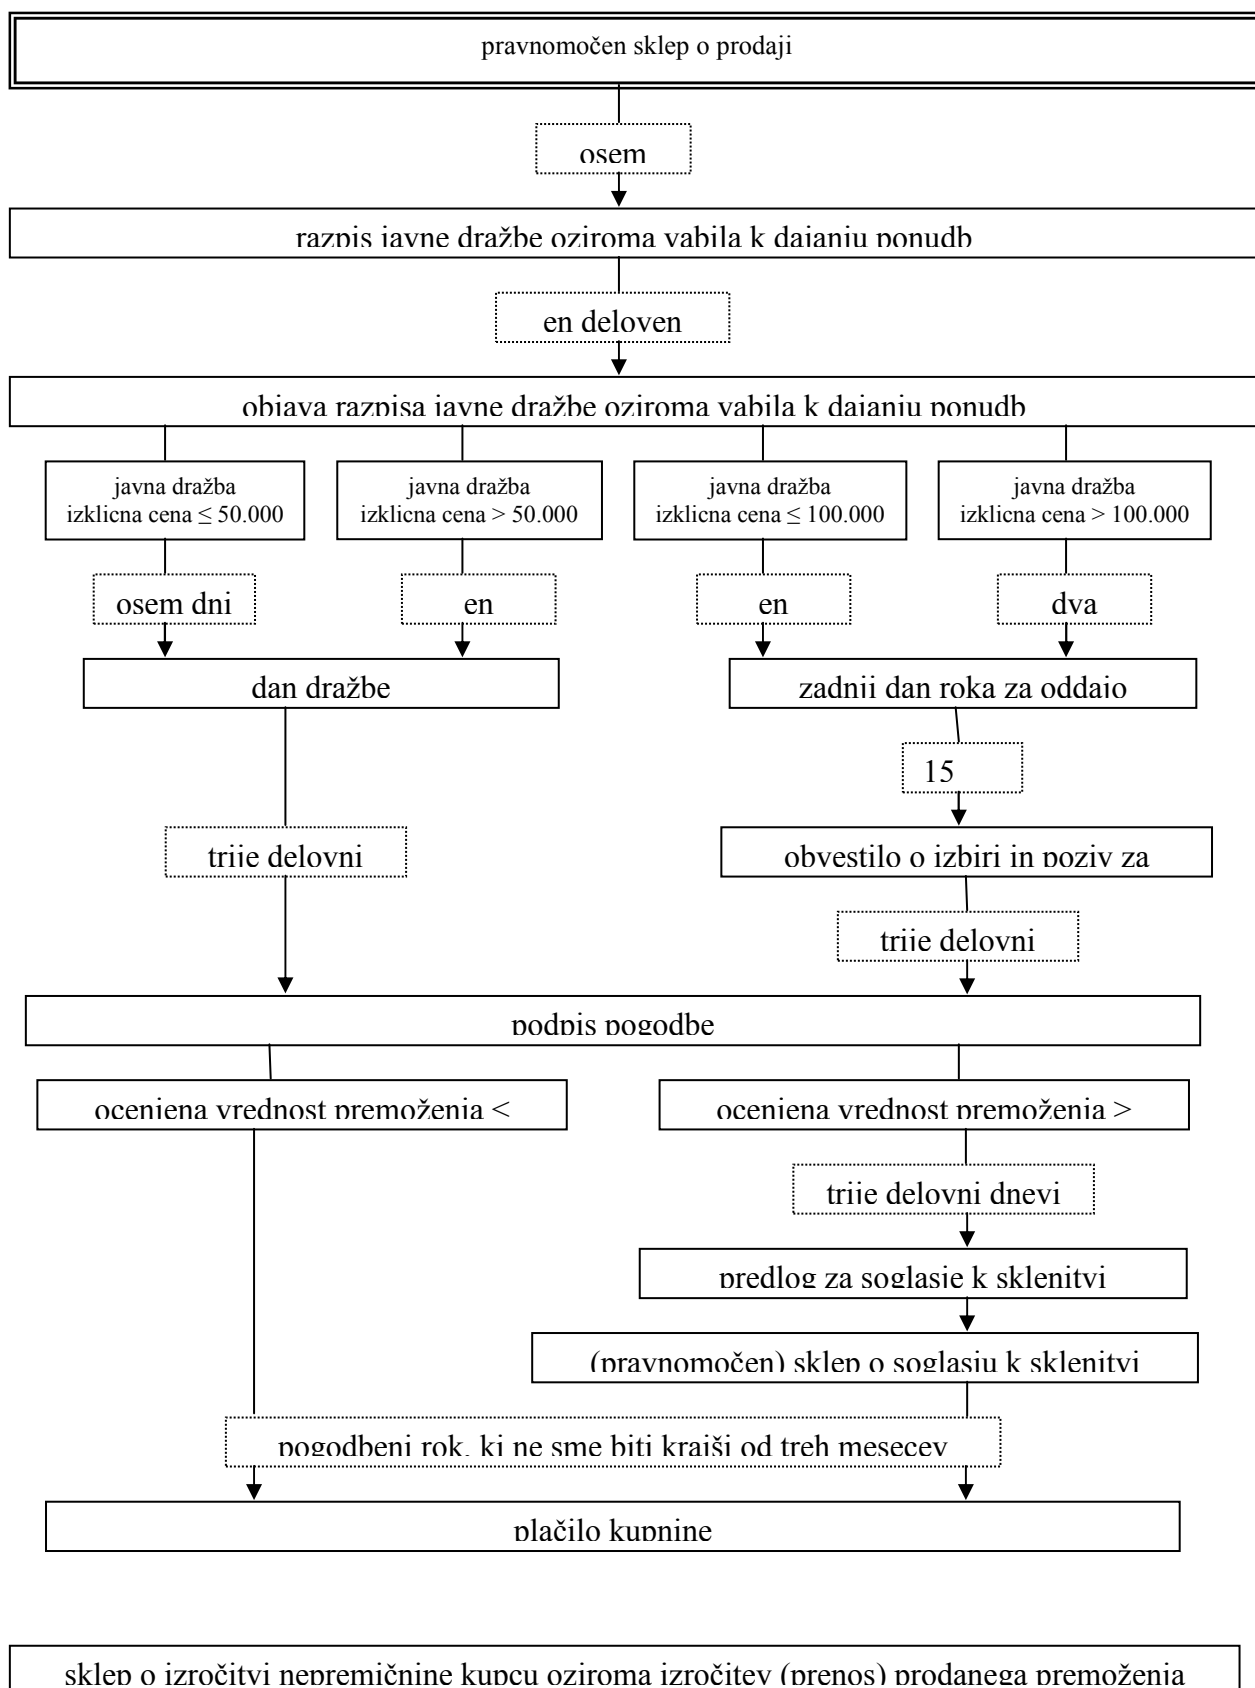 pravnomočen sklep o prodaji
osem
razpis javne dražbe oziroma vabila k dajanju ponudb
en deloven
objava razpisa javne dražbe oziroma vabila k dajanju ponudb
javna dražba
izklicna cena ≤ 50.000
javna dražba
izklicna cena > 50.000
javna dražba
izklicna cena ≤ 100.000
javna dražba
izklicna cena > 100.000
osem dni
en
en
dva
dan dražbe
zadnji dan roka za oddajo
15
trije delovni
obvestilo o izbiri in poziv za
trije delovni
podpis pogodbe
ocenjena vrednost premoženja <
ocenjena vrednost premoženja >
trije delovni dnevi
predlog za soglasje k sklenitvi
(pravnomočen) sklep o soglasju k sklenitvi
pogodbeni rok, ki ne sme biti krajši od treh mesecev
plačilo kupnine
sklep o izročitvi nepremičnine kupcu oziroma izročitev (prenos) prodanega premoženja